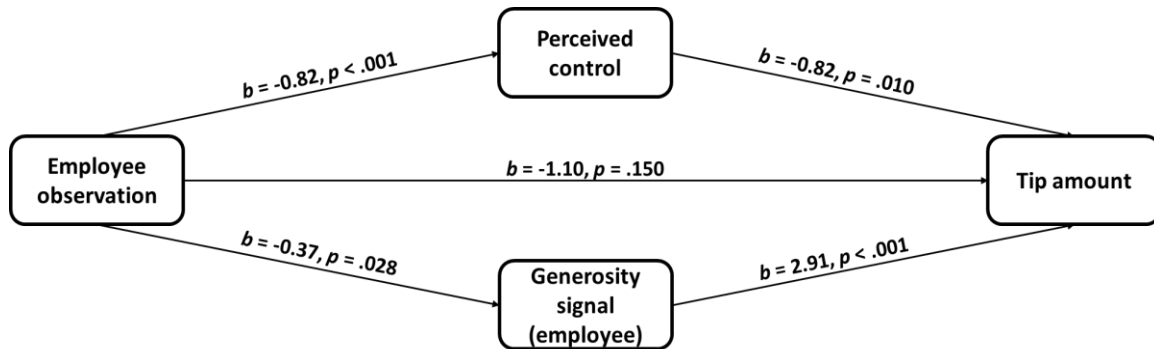 Perceived
control
b = -0.82, p < .001
b = -0.82, p = .010
Employee
observation
b = -1.10, p = .150
Tip amount
b = -0.37, p = .028
b = 2.91, p < .001
Generosity
signal
(employee)